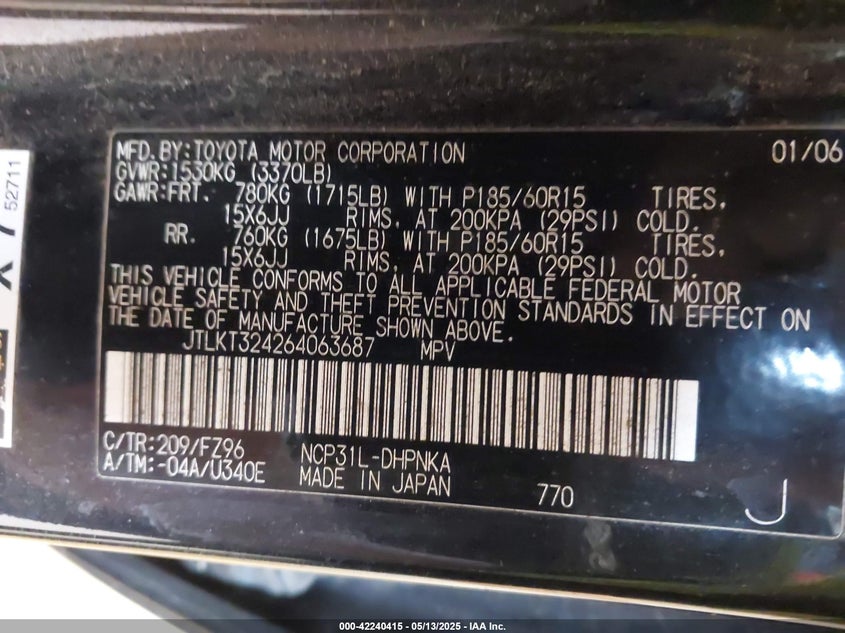 MFD.BY:TOYOTA MOTOR CORPORATION 01/06
GVWR:1530KG (3370LB)
GAWR:FRT. 780KG (1715LB) WITH P185/60R15 TIRES,
15X6JJ RIMS, AT 200KPA (29PSI) COLD.
RR. 760KG (1675LB) WITH P185/60R15 TIRES,
15X6JJ RIMS, AT 200KPA (29PSI) COLD.
THIS VEHICLE CONFORMS TO ALL APPLICABLE FEDERAL MOTOR
VEHICLE SAFETY AND THEFT PREVENTION STANDARDS IN EFFECT ON
THE DATE OF MANUFACTURE SHOWN ABOVE.
JTLKT324264063687 MPV
C/TR:209/FZ96 NCP31L-DHPNKA
A/TM:-04A/U340E MADE IN JAPAN 770 J
52711
000-42240415 - 05/13/2025 - IAA Inc.